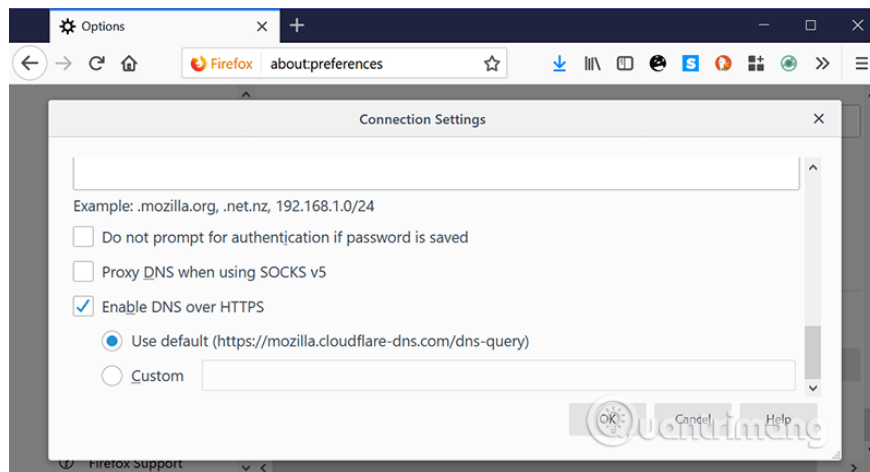 Options
Firefox about:preferences
Connection Settings
Example: .mozilla.org, .net.nz, 192.168.1.0/24
Do not prompt for authentication if password is saved
Proxy DNS when using SOCKS v5
Enable DNS over HTTPS
Use default (https://mozilla.cloudflare-dns.com/dns-query)
Custom
OK Cancel Help
Quantrimang
Firefox Support